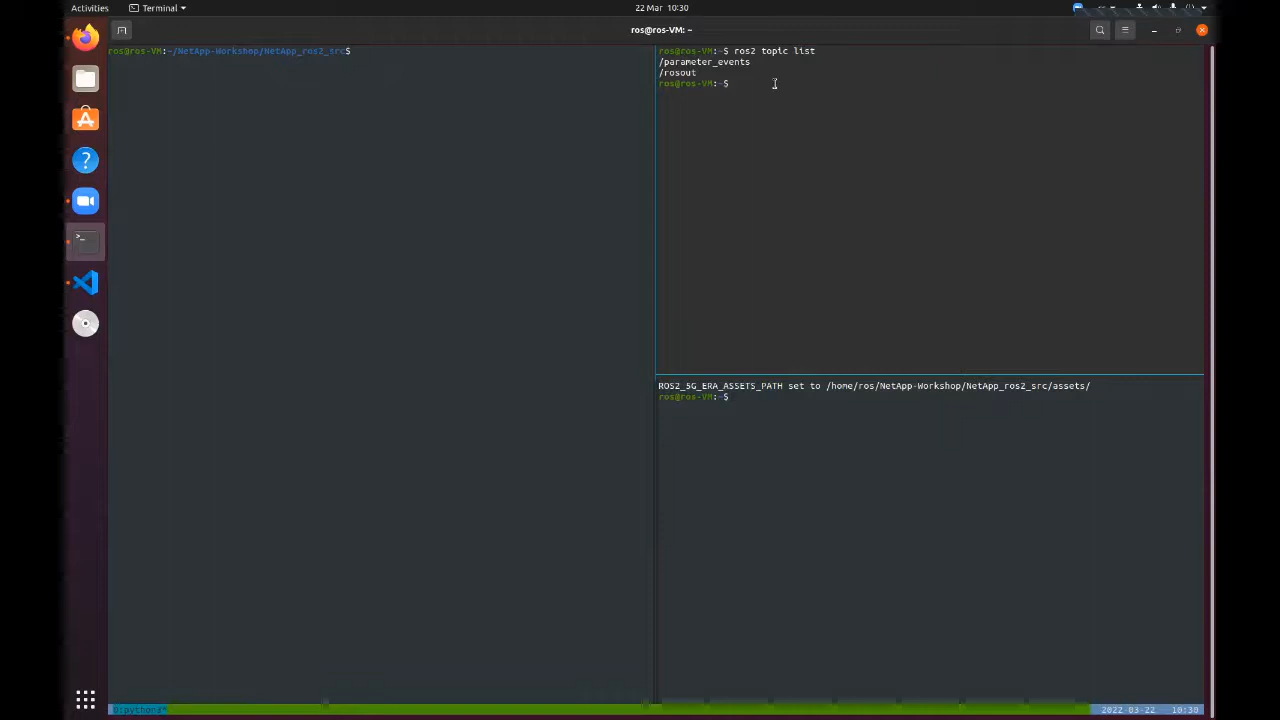 Activities
Terminal
22 Mar 10:30
ros@ros-VM: ~
ros@ros-VM:~/NetApp-Workshop/NetApp_ros2_src$
ros@ros-VM:~$ ros2 topic list
/parameter_events
/rosout
ros@ros-VM:~$
ROS2_5G_ERA_ASSETS_PATH set to /home/ros/NetApp-Workshop/NetApp_ros2_src/assets/
ros@ros-VM:~$
0:python3*
2022-03-22 10:30